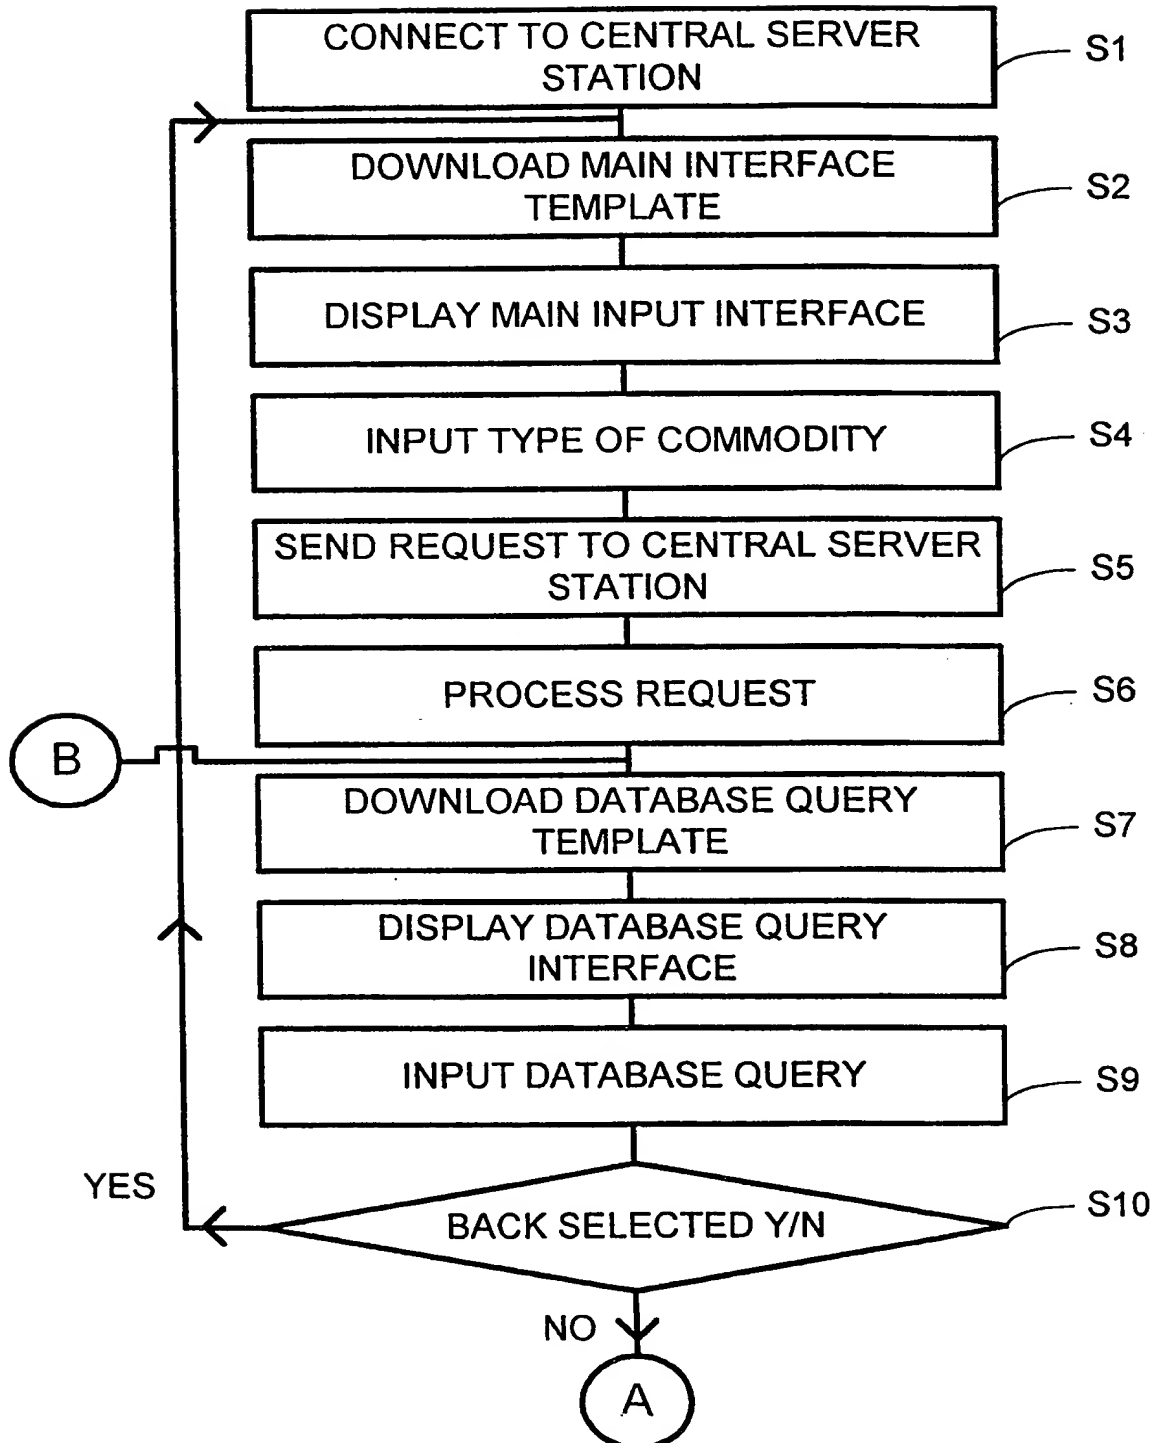 CONNECT TO CENTRAL SERVER
STATION
S1
DOWNLOAD MAIN INTERFACE
TEMPLATE
S2
DISPLAY MAIN INPUT INTERFACE
S3
INPUT TYPE OF COMMODITY
S4
SEND REQUEST TO CENTRAL SERVER
STATION
S5
PROCESS REQUEST
S6
B
DOWNLOAD DATABASE QUERY
TEMPLATE
S7
DISPLAY DATABASE QUERY
INTERFACE
S8
INPUT DATABASE QUERY
S9
YES
BACK SELECTED Y/N
S10
NO
A